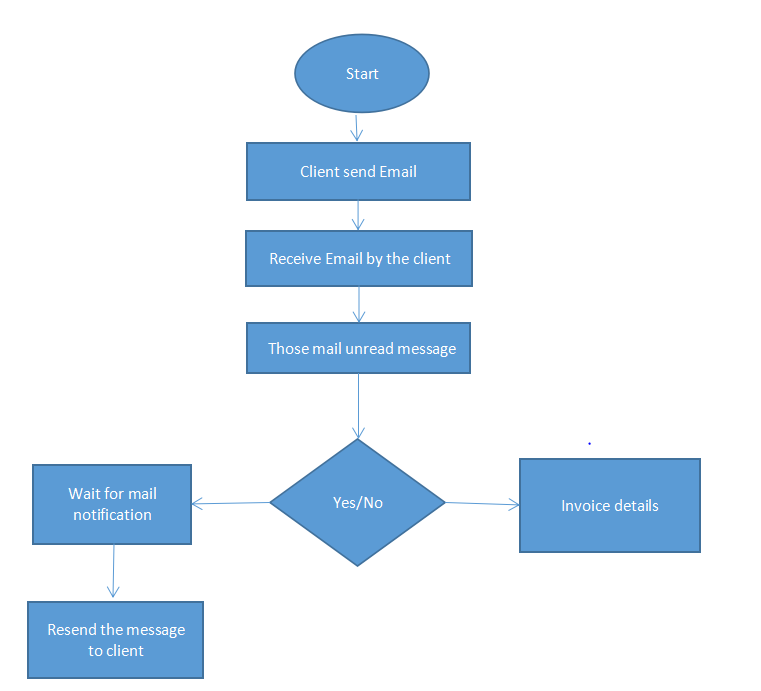 Start
Client send Email
Receive Email by the client
Those mail unread message
Yes/No
Wait for mail
notification
Invoice details
Resend the message
to client